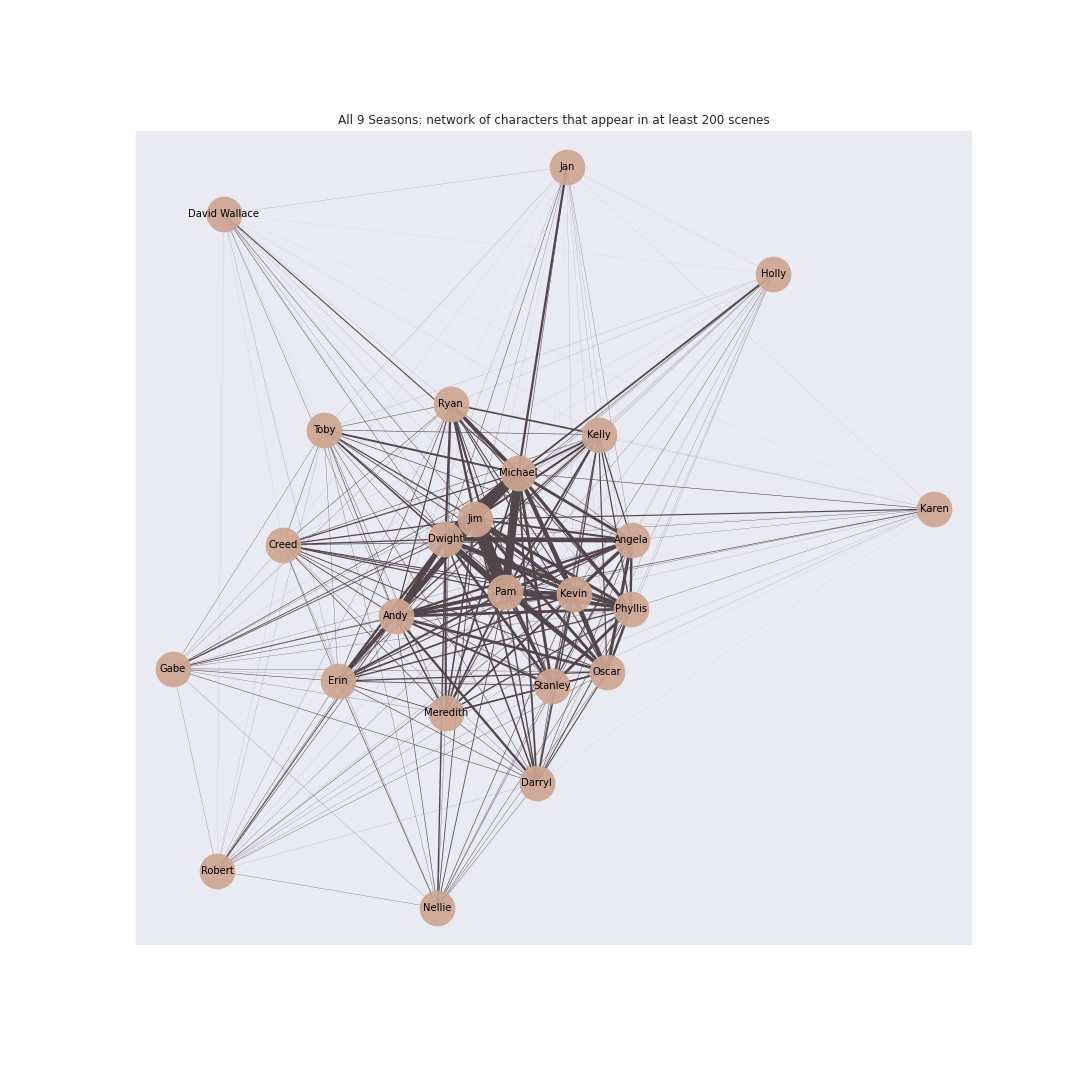 All 9 Seasons: network of characters that appear in at least 200 scenes
Jan
David Wallace
Holly
Ryan
Toby
Kelly
Michael
Karen
Jim
Dwight
Angela
Creed
Pam
Kevin
Phyllis
Andy
Gabe
Oscar
Erin
Stanley
Meredith
Darryl
Robert
Nellie